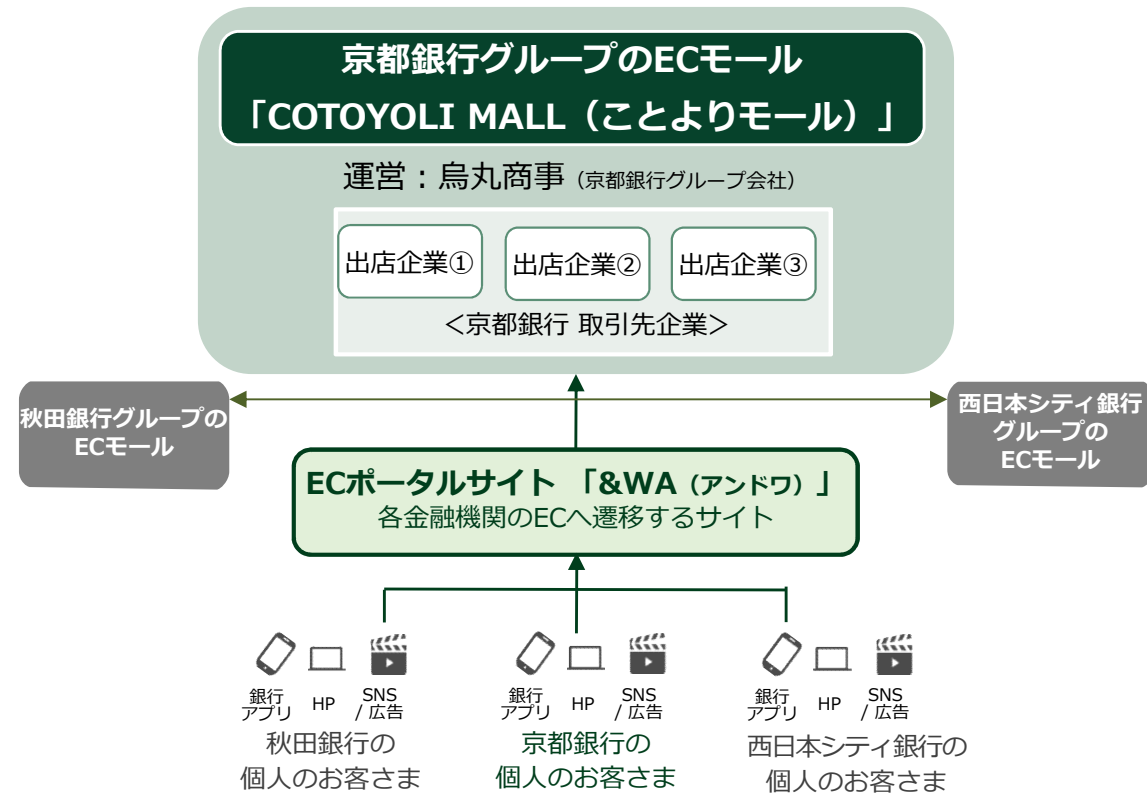 京都銀行グループのECモール
「COTOYOLI MALL（ことよりモール）」
運営：烏丸商事（京都銀行グループ会社）
出店企業①
出店企業②
出店企業③
＜京都銀行 取引先企業＞
秋田銀行グループの
ECモール
西日本シティ銀行
グループの
ECモール
ECポータルサイト 「&WA（アンドワ）」
各金融機関のECへ遷移するサイト
銀行
アプリ
HP
SNS
/ 広告
秋田銀行の
個人のお客さま
銀行
アプリ
HP
SNS
/ 広告
京都銀行の
個人のお客さま
銀行
アプリ
HP
SNS
/ 広告
西日本シティ銀行の
個人のお客さま